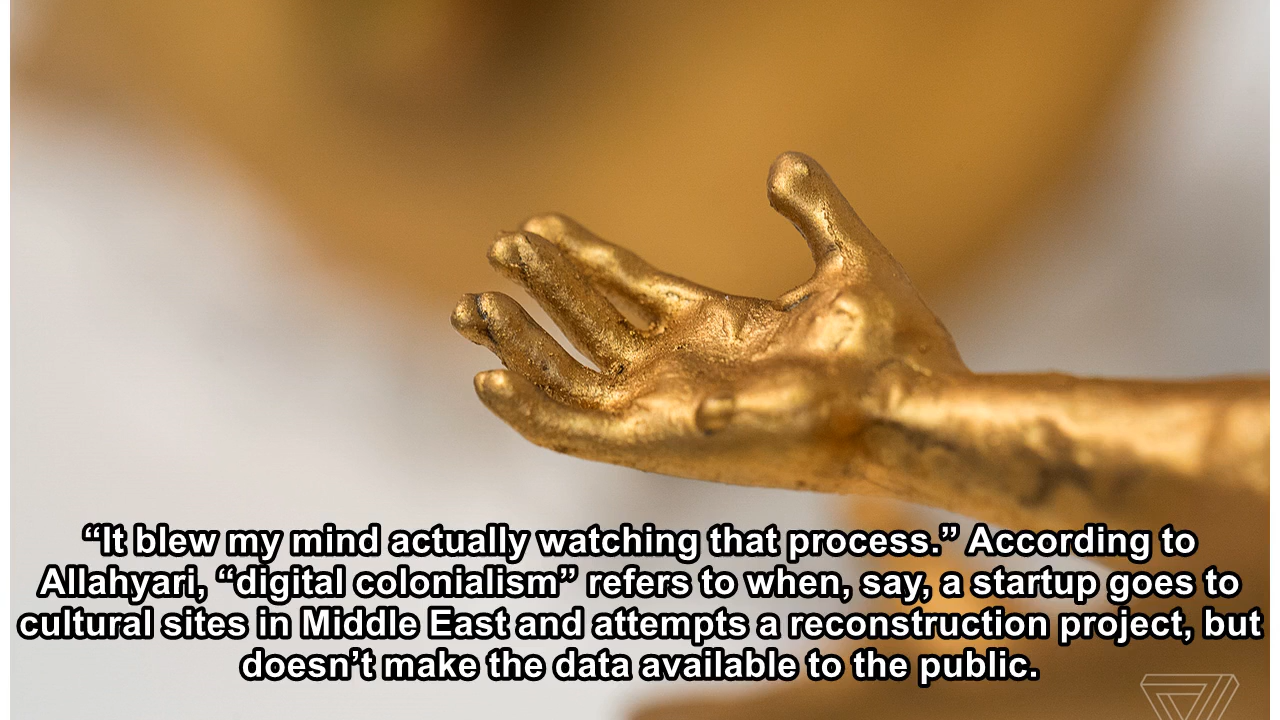 “It blew my mind actually watching that process.” According to
Allahyari, “digital colonialism” refers to when, say, a startup goes to
cultural sites in Middle East and attempts a reconstruction project, but
doesn’t make the data available to the public.